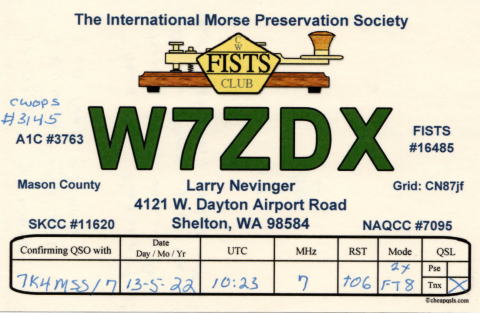 The International Morse Preservation Society
CW
FISTS
CLUB
CWOPS
#3145
A1C #3763
W7ZDX
FISTS
#16485
Mason County
Larry Nevinger
Grid: CN87jf
4121 W. Dayton Airport Road
SKCC #11620
Shelton, WA 98584
NAQCC #7095
Confirming QSO with Date Day / Mo / Yr UTC MHz RST Mode QSL
7K4MSS/7 13-5-22 10:23 7 +06 2x FT8 Pse
Tnx X
©cheapqsls.com